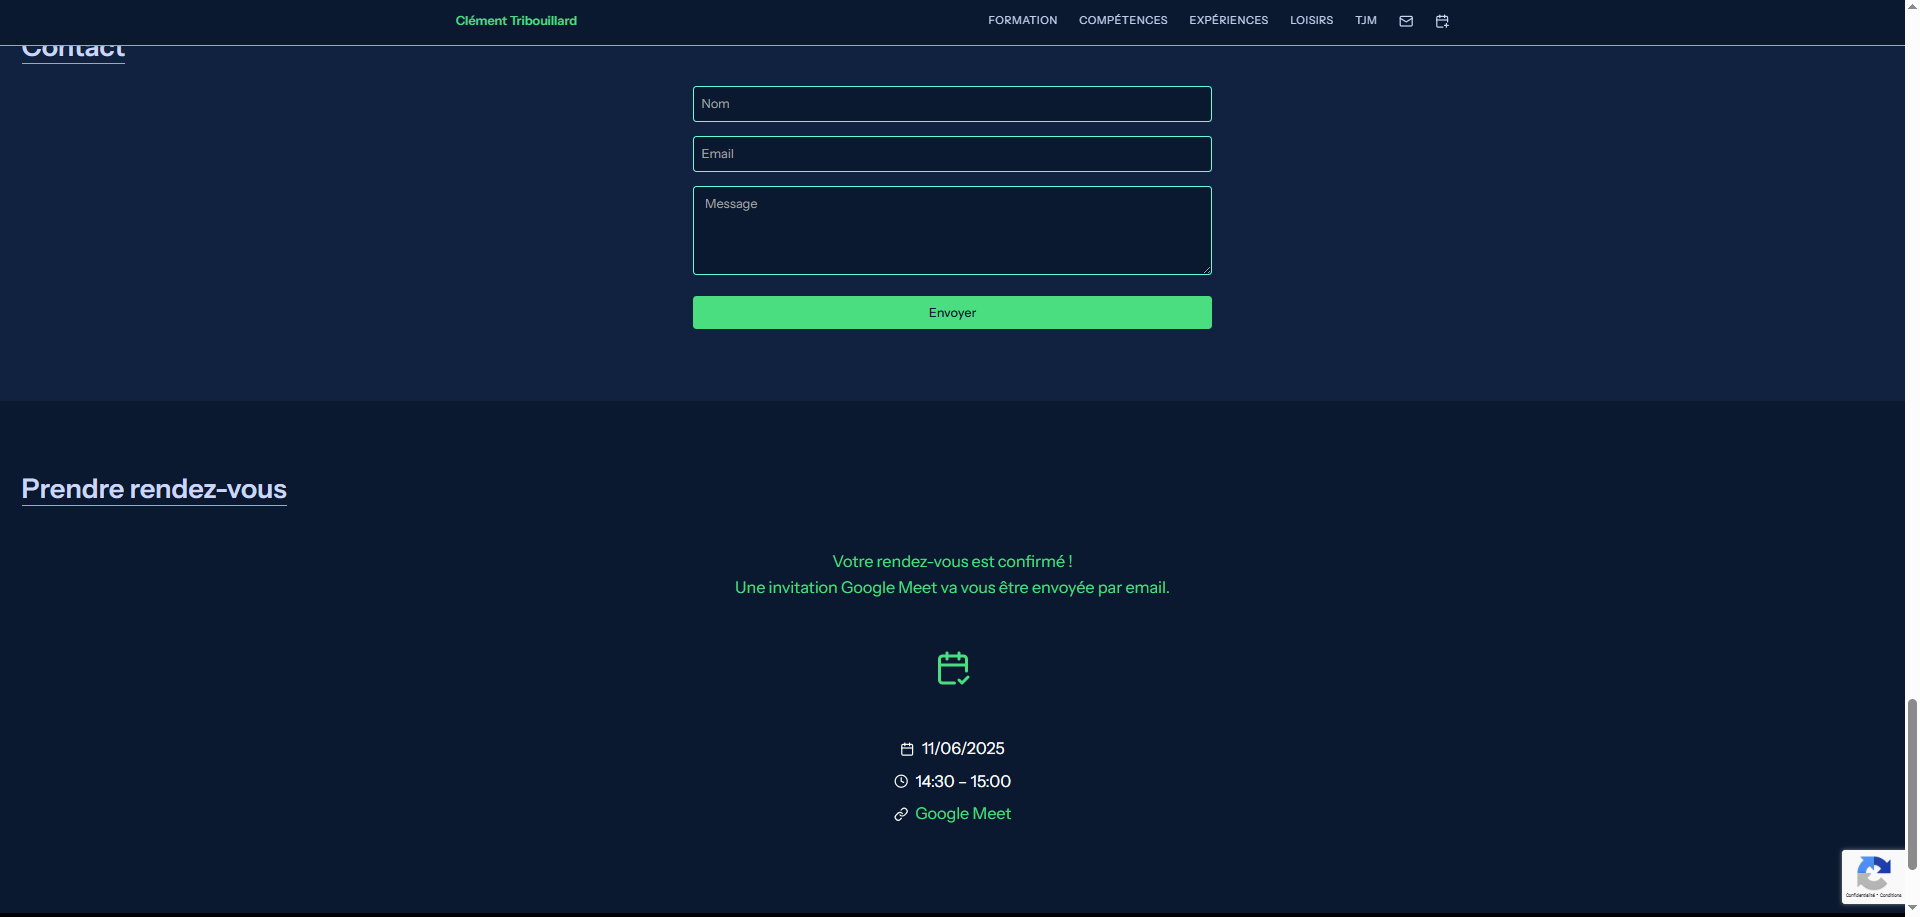 Clément Tribouillard
FORMATION COMPÉTENCES EXPÉRIENCES LOISIRS TJM
Contact
Nom
Email
Message
Envoyer
Prendre rendez-vous
Votre rendez-vous est confirmé !
Une invitation Google Meet va vous être envoyée par email.
11/06/2025
14:30 – 15:00
Google Meet
Confidentialité - Conditions